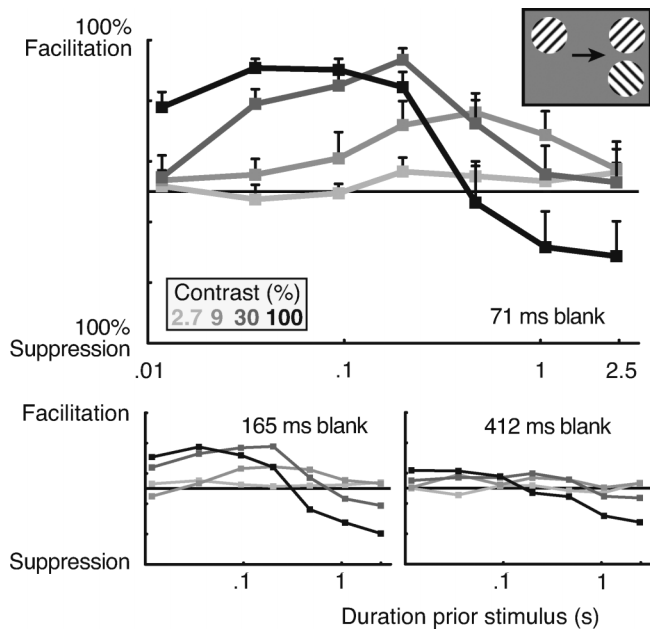 100%
Facilitation
Contrast (%)
2.7 9 30 100
71 ms blank
100%
Suppression
.01 .1 1 2.5
Facilitation
165 ms blank
412 ms blank
Suppression
.1 1 .1 1
Duration prior stimulus (s)